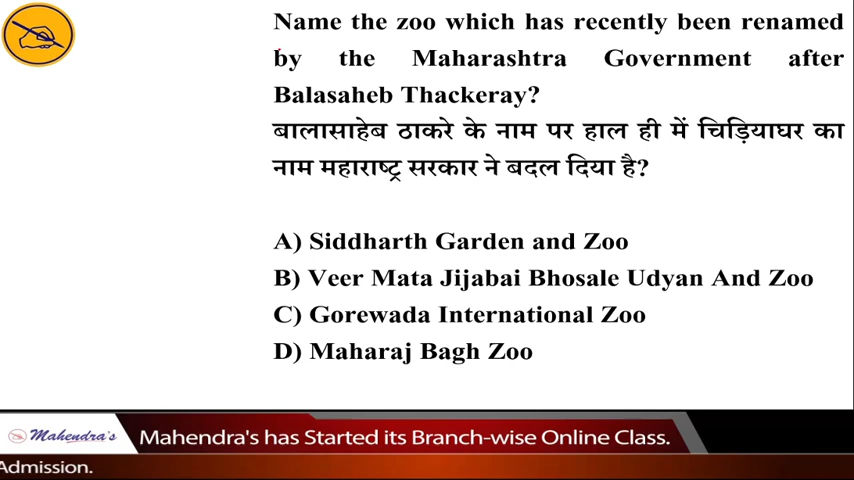 Name the zoo which has recently been renamed
by the Maharashtra Government after
Balasaheb Thackeray?
बालासाहेब ठाकरे के नाम पर हाल ही में चिड़ियाघर का
नाम महाराष्ट्र सरकार ने बदल दिया है?
A) Siddharth Garden and Zoo
B) Veer Mata Jijabai Bhosale Udyan And Zoo
C) Gorewada International Zoo
D) Maharaj Bagh Zoo
Mahendra's
Mahendra's has Started its Branch-wise Online Class.
Admission.